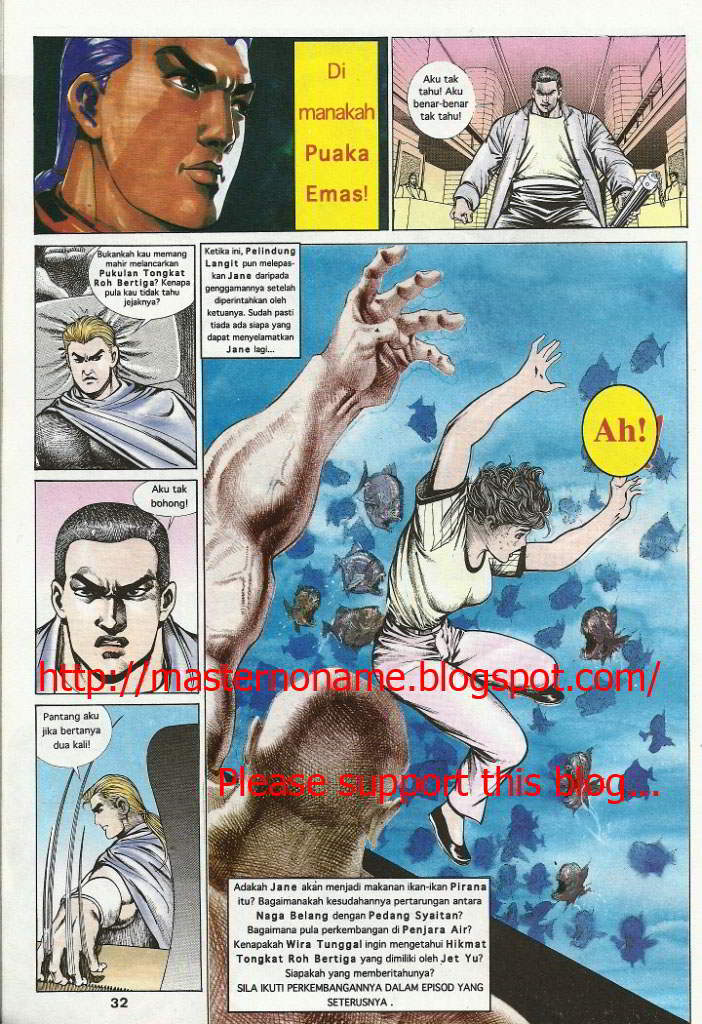 Di
manakah
Puaka
Emas!
Aku tak
tahu! Aku
benar-benar
tak tahu!
Bukankah kau memang
mahir melancarkan
Pukulan Tongkat
Roh Bertiga? Kenapa
pula kau tidak tahu
jejaknya?
Ketika ini, Pelindung
Langit pun melepas-
kan Jane daripada
genggamannya setelah
diperintahkan oleh
ketuanya. Sudah pasti
tiada ada siapa yang
dapat menyelamatkan
Jane lagi...
Ah!
Aku tak
bohong!
http://masternoname.blogspot.com/
Pantang aku
jika bertanya
dua kali!
Please support this blog...
Adakah Jane akan menjadi makanan ikan-ikan Pirana
itu? Bagaimanakah kesudahannya pertarungan antara
Naga Belang dengan Pedang Syaitan?
Bagaimana pula perkembangan di Penjara Air?
Kenapakah Wira Tunggal ingin mengetahui Hikmat
Tongkat Roh Bertiga yang dimiliki oleh Jet Yu?
Siapakah yang memberitahunya?
SILA IKUTI PERKEMBANGANNYA DALAM EPISOD YANG
SETERUSNYA .
32